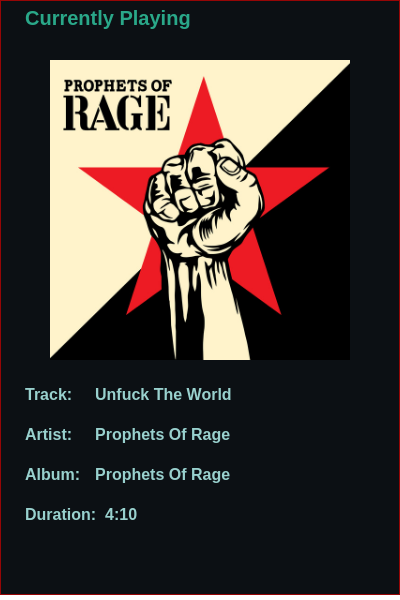 Currently Playing
PROPHETS OF
RAGE
Track: Unfuck The World
Artist: Prophets Of Rage
Album: Prophets Of Rage
Duration: 4:10